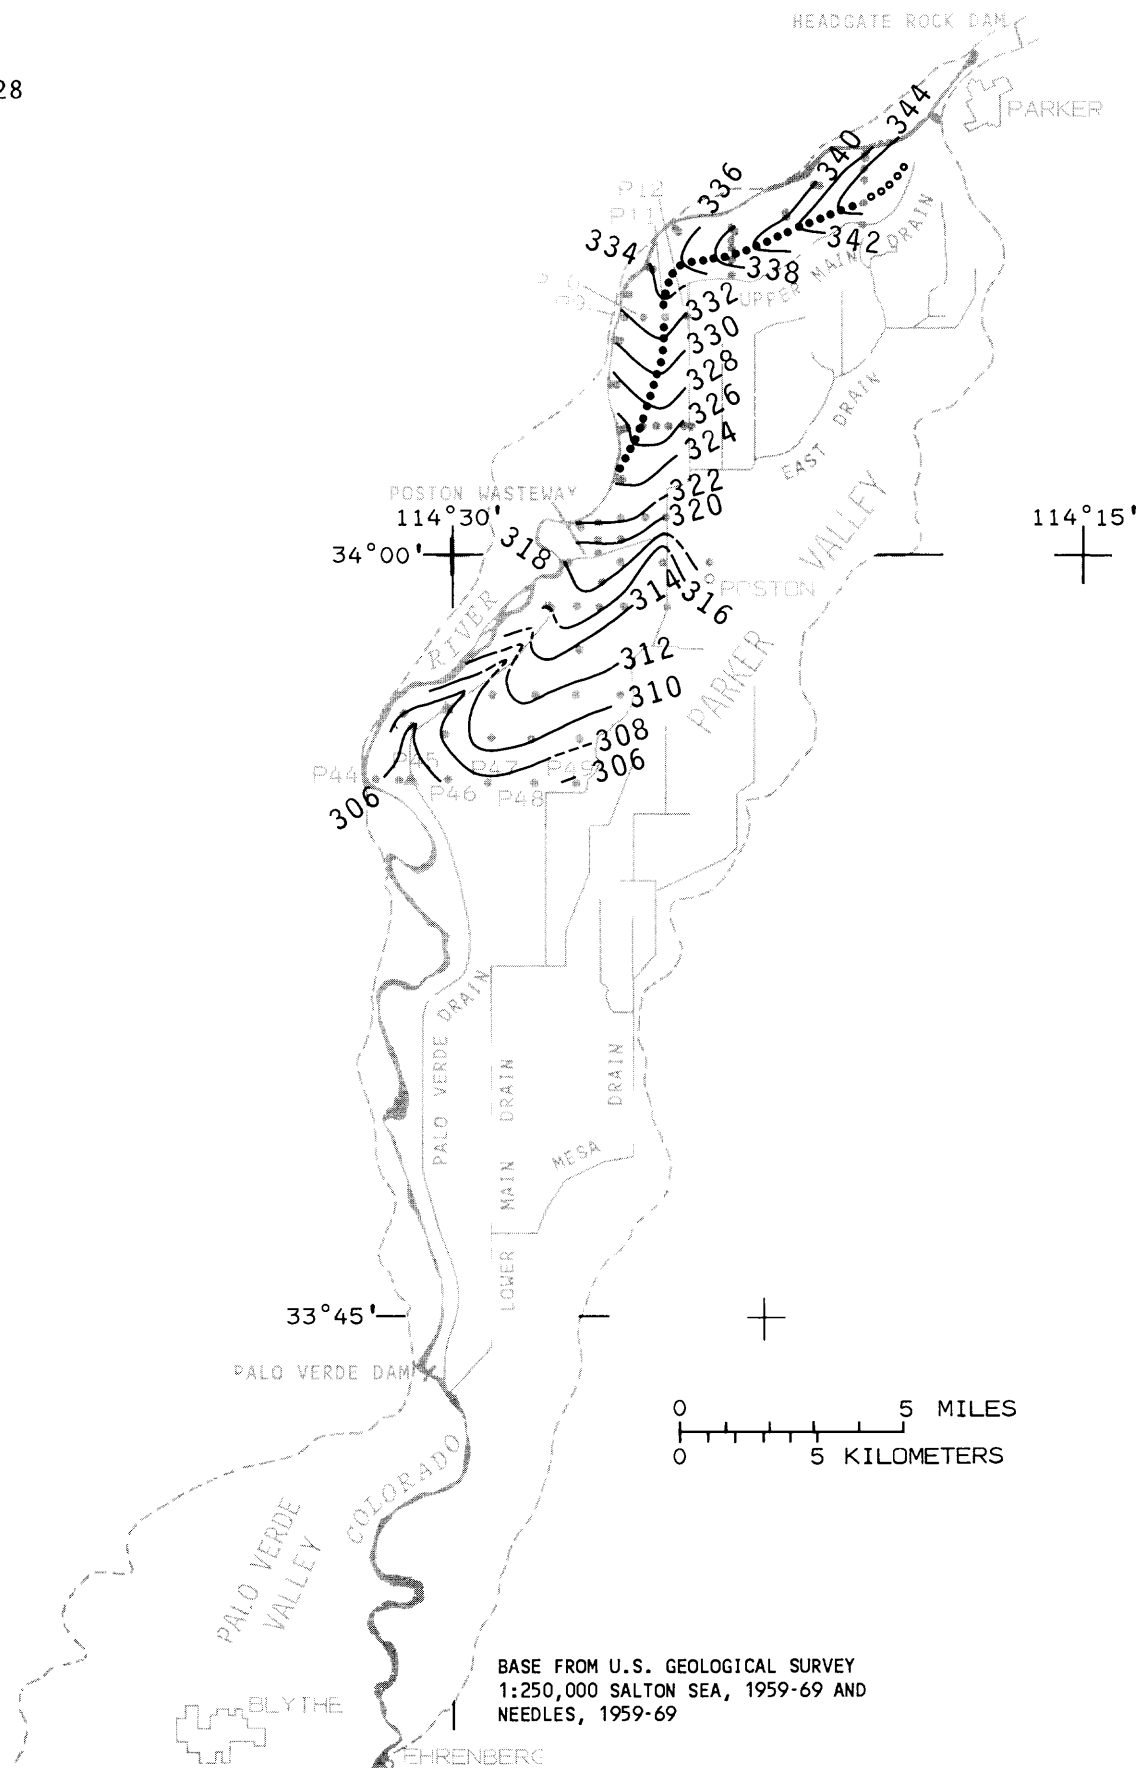 HEADGATE ROCK DAM
28
PARKER
344
340
336
P12
P11
334
342
338
UPPER MAIN DRAIN
332
P9
330
328
326
EAST DRAIN
324
322
POSTON WASTEWAY
320
114°30'
114°15'
34°00'
318
PARKER VALLEY
314
316
POSTON
RIVER
312
310
308
306
P44
P45
P46
P47
P48
P49
306
PALO VERDE DRAIN
DRAIN
LOWER MAIN DRAIN
MESA
33°45'
PALO VERDE DAM
0 5 MILES
0 5 KILOMETERS
COLORADO
PALO VERDE
VALLEY
BASE FROM U.S. GEOLOGICAL SURVEY
1:250,000 SALTON SEA, 1959-69 AND
NEEDLES, 1959-69
BLYTHE
EHRENBERG